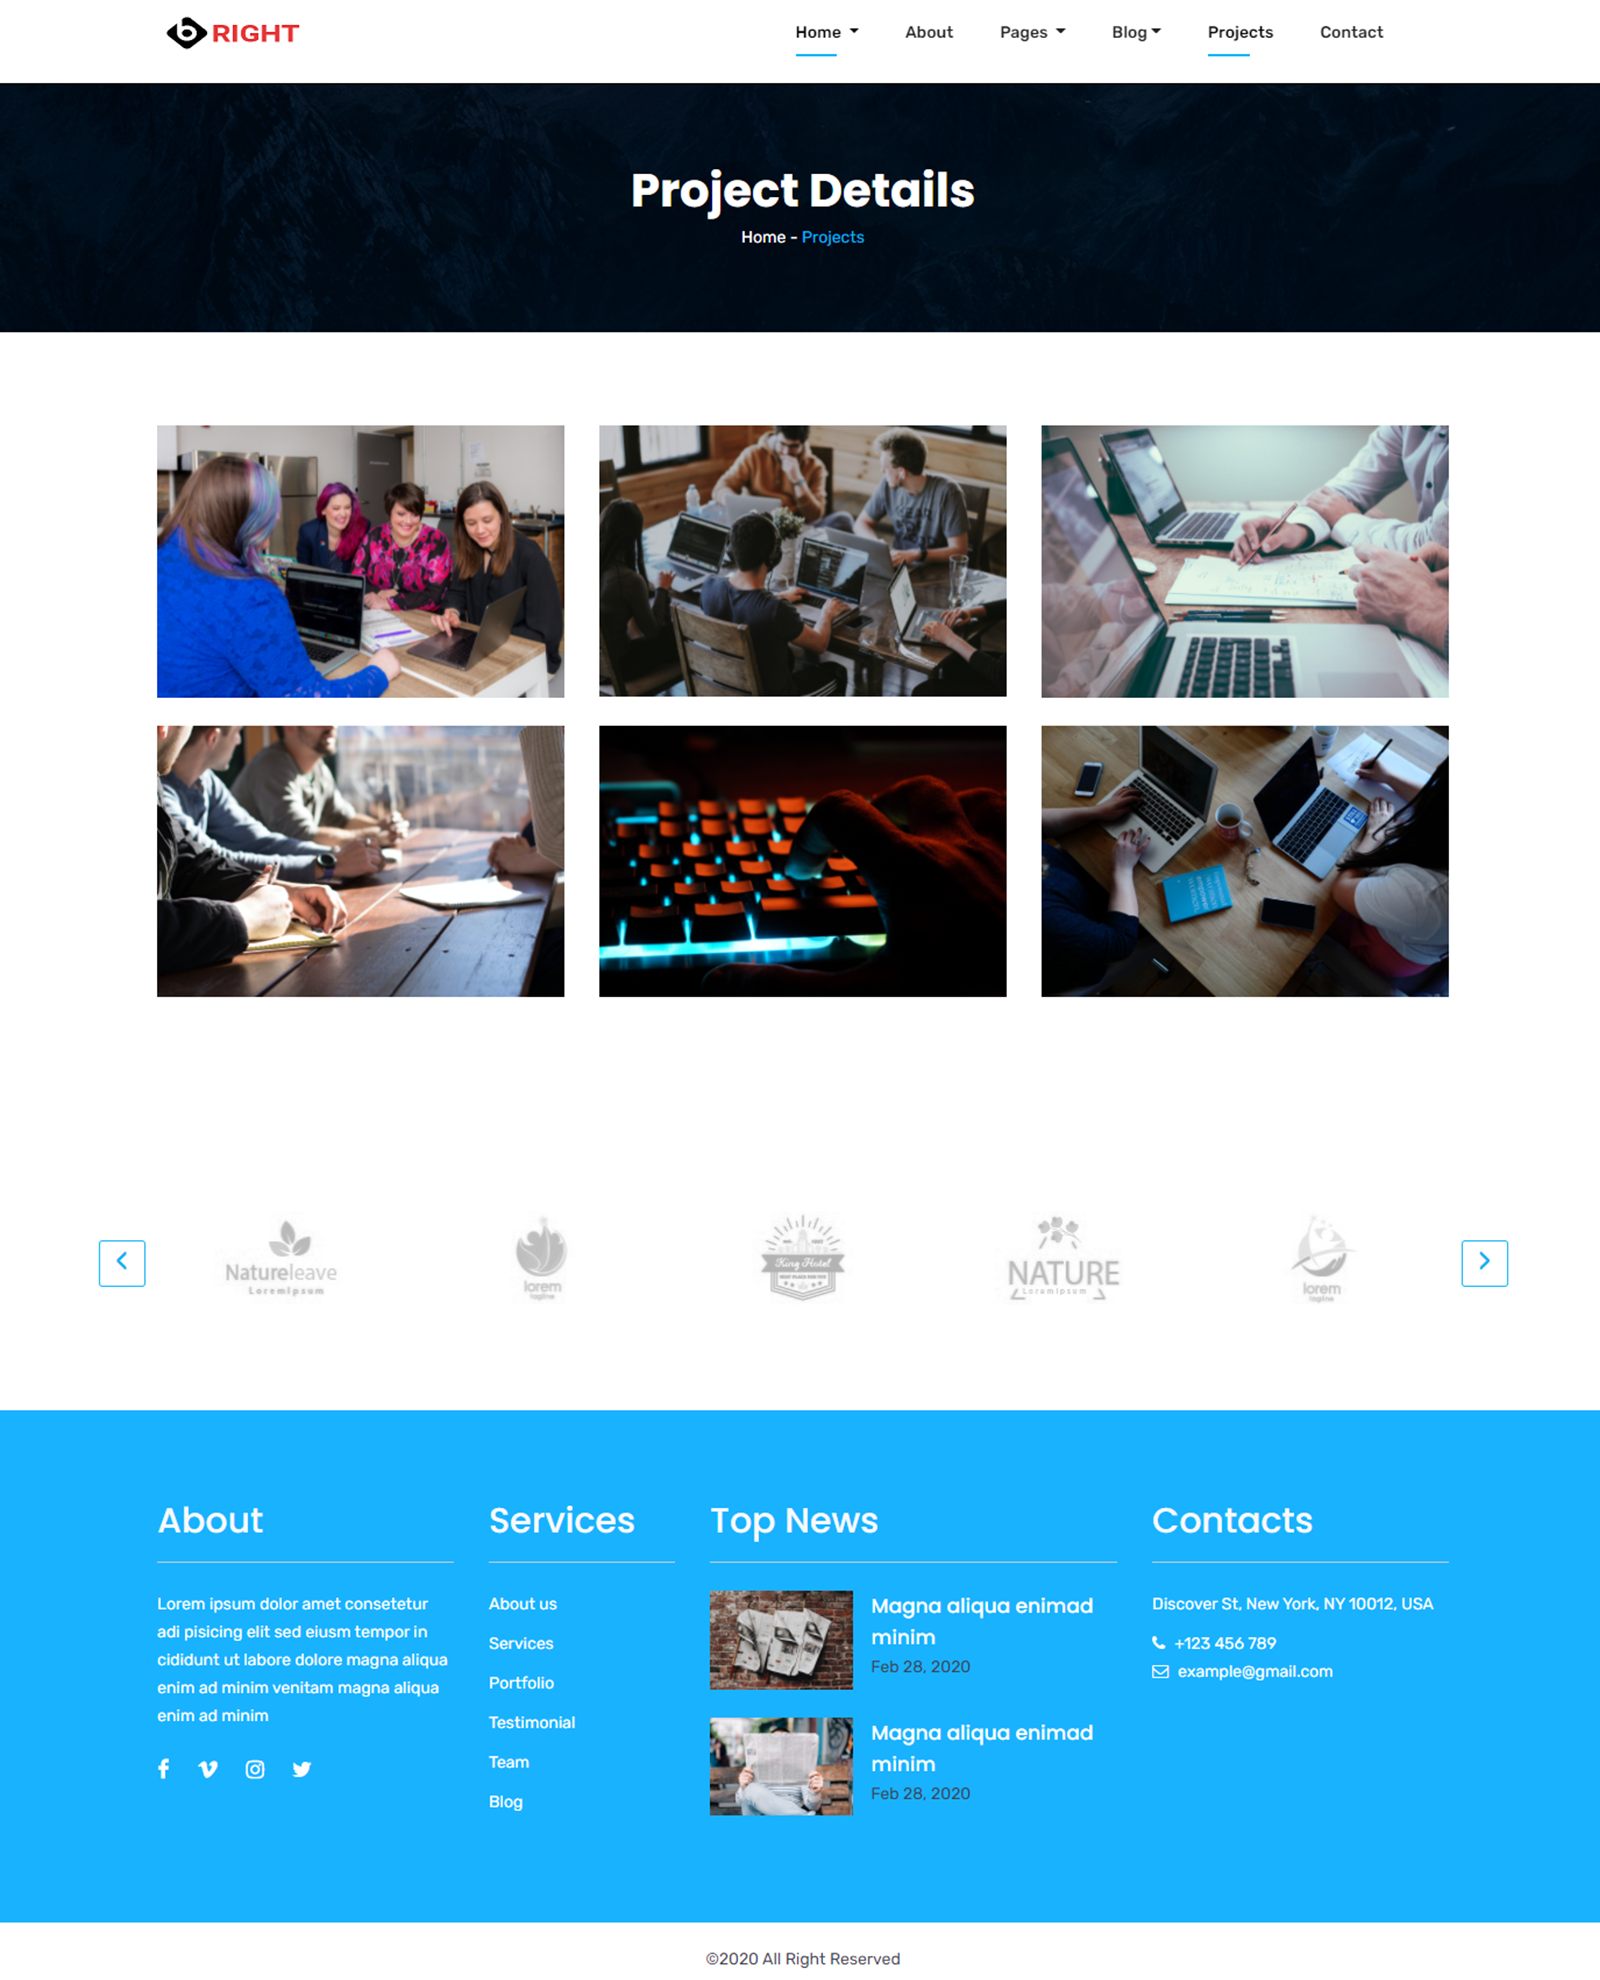 b RIGHT
Home
About
Pages
Blog
Projects
Contact
Project Details
Home - Projects
Natureleave
LoremIpsum
lorem
tagline
King Hotel
NATURE
LoremIpsum
lorem
tagline
About
Services
Top News
Contacts
Lorem ipsum dolor amet consetetur
adi pisicing elit sed eiusm tempor in
cididunt ut labore dolore magna aliqua
enim ad minim venitam magna aliqua
enim ad minim
About us
Services
Portfolio
Testimonial
Team
Blog
Magna aliqua enimad
minim
Feb 28, 2020
Magna aliqua enimad
minim
Feb 28, 2020
Discover St, New York, NY 10012, USA
+123 456 789
example@gmail.com
©2020 All Right Reserved